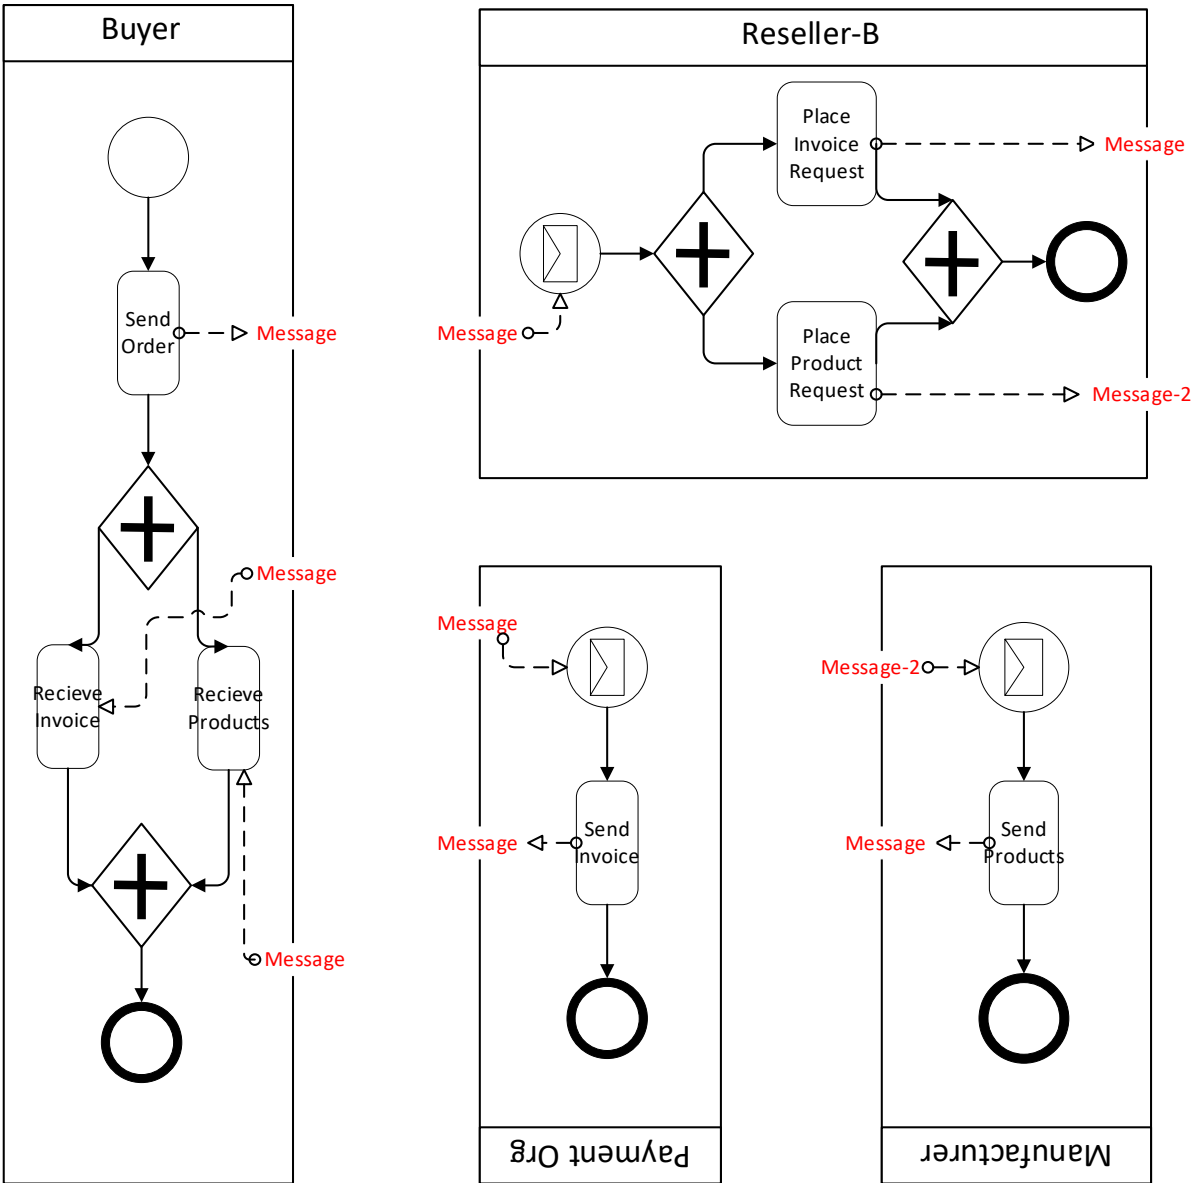 Buyer
Send
Order
Message
Message
Recieve
Invoice
Recieve
Products
Message
Reseller-B
Place
Invoice
Request
Message
Message
Place
Product
Request
Message-2
Message
Send
Invoice
Message
Payment Org
Message-2
Send
Products
Message
Manufacturer